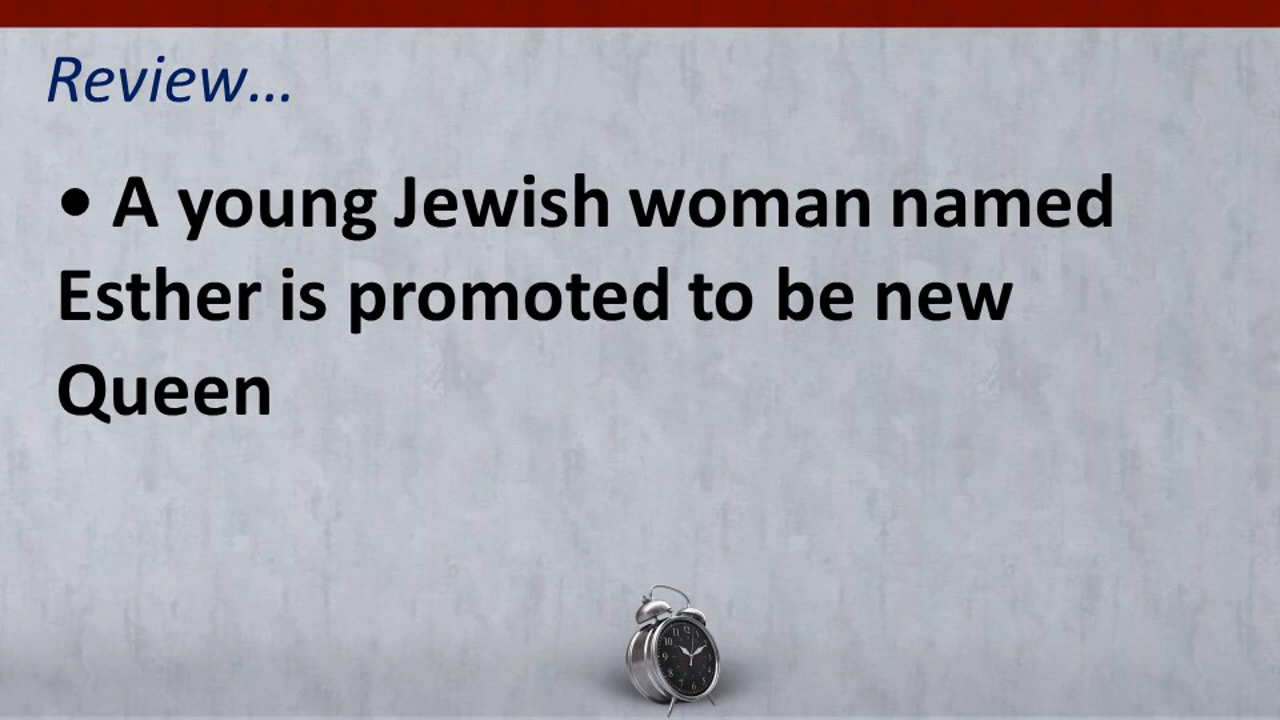 Review...
• A young Jewish woman named
Esther is promoted to be new
Queen